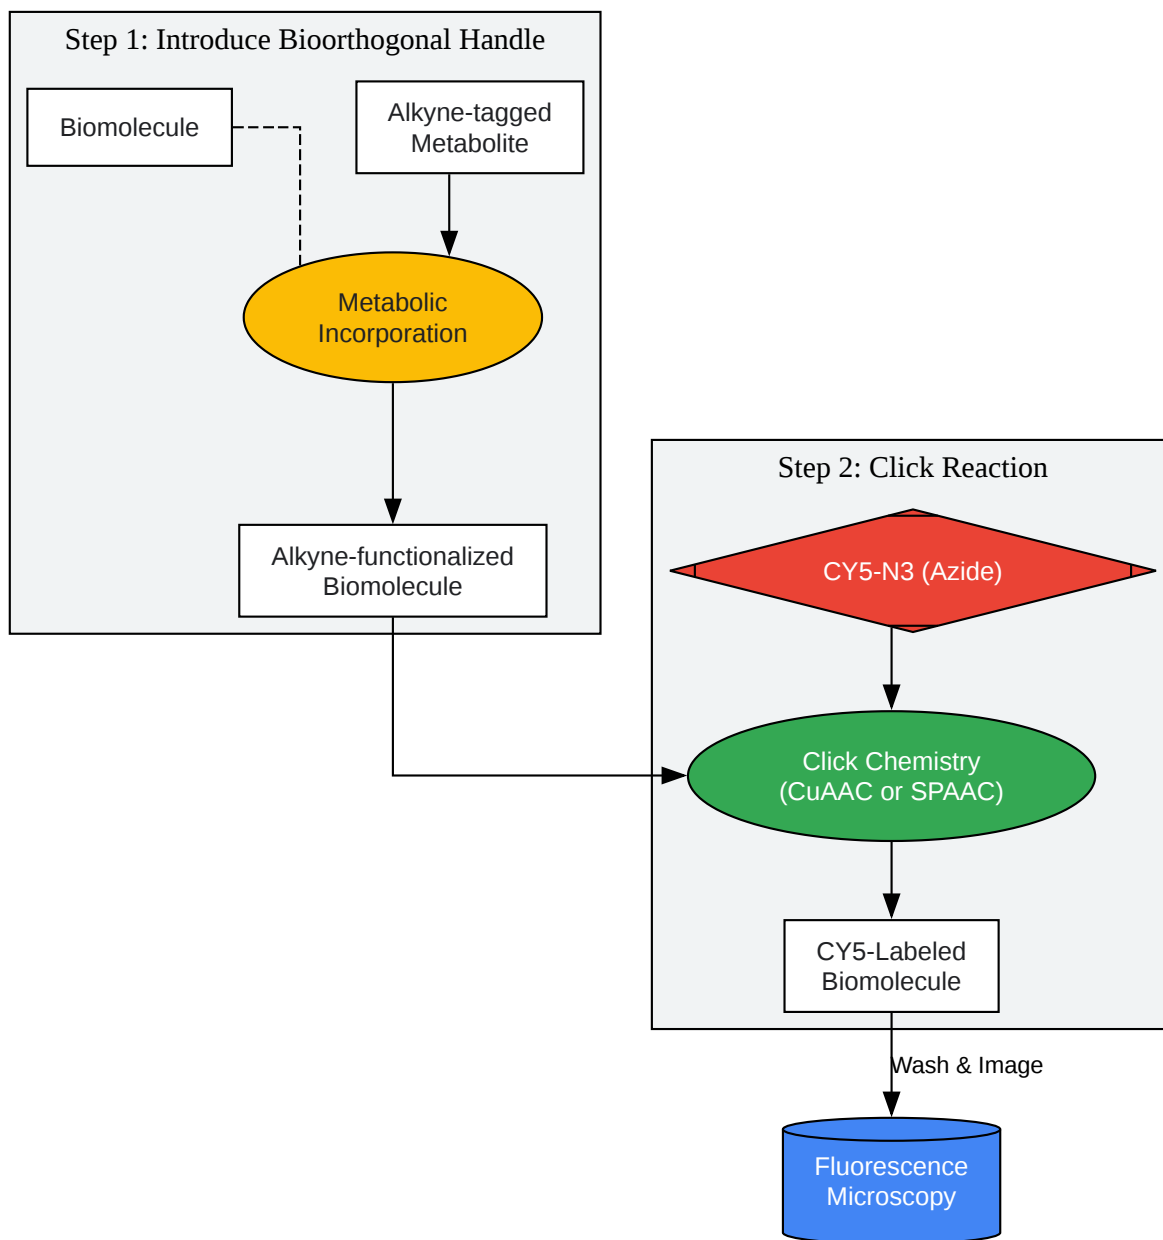 Step 1: Introduce Bioorthogonal Handle
Biomolecule
Alkyne-tagged
Metabolite
Metabolic
Incorporation
Alkyne-functionalized
Biomolecule
Step 2: Click Reaction
CY5-N3 (Azide)
Click Chemistry
(CuAAC or SPAAC)
CY5-Labeled
Biomolecule
Wash & Image
Fluorescence
Microscopy